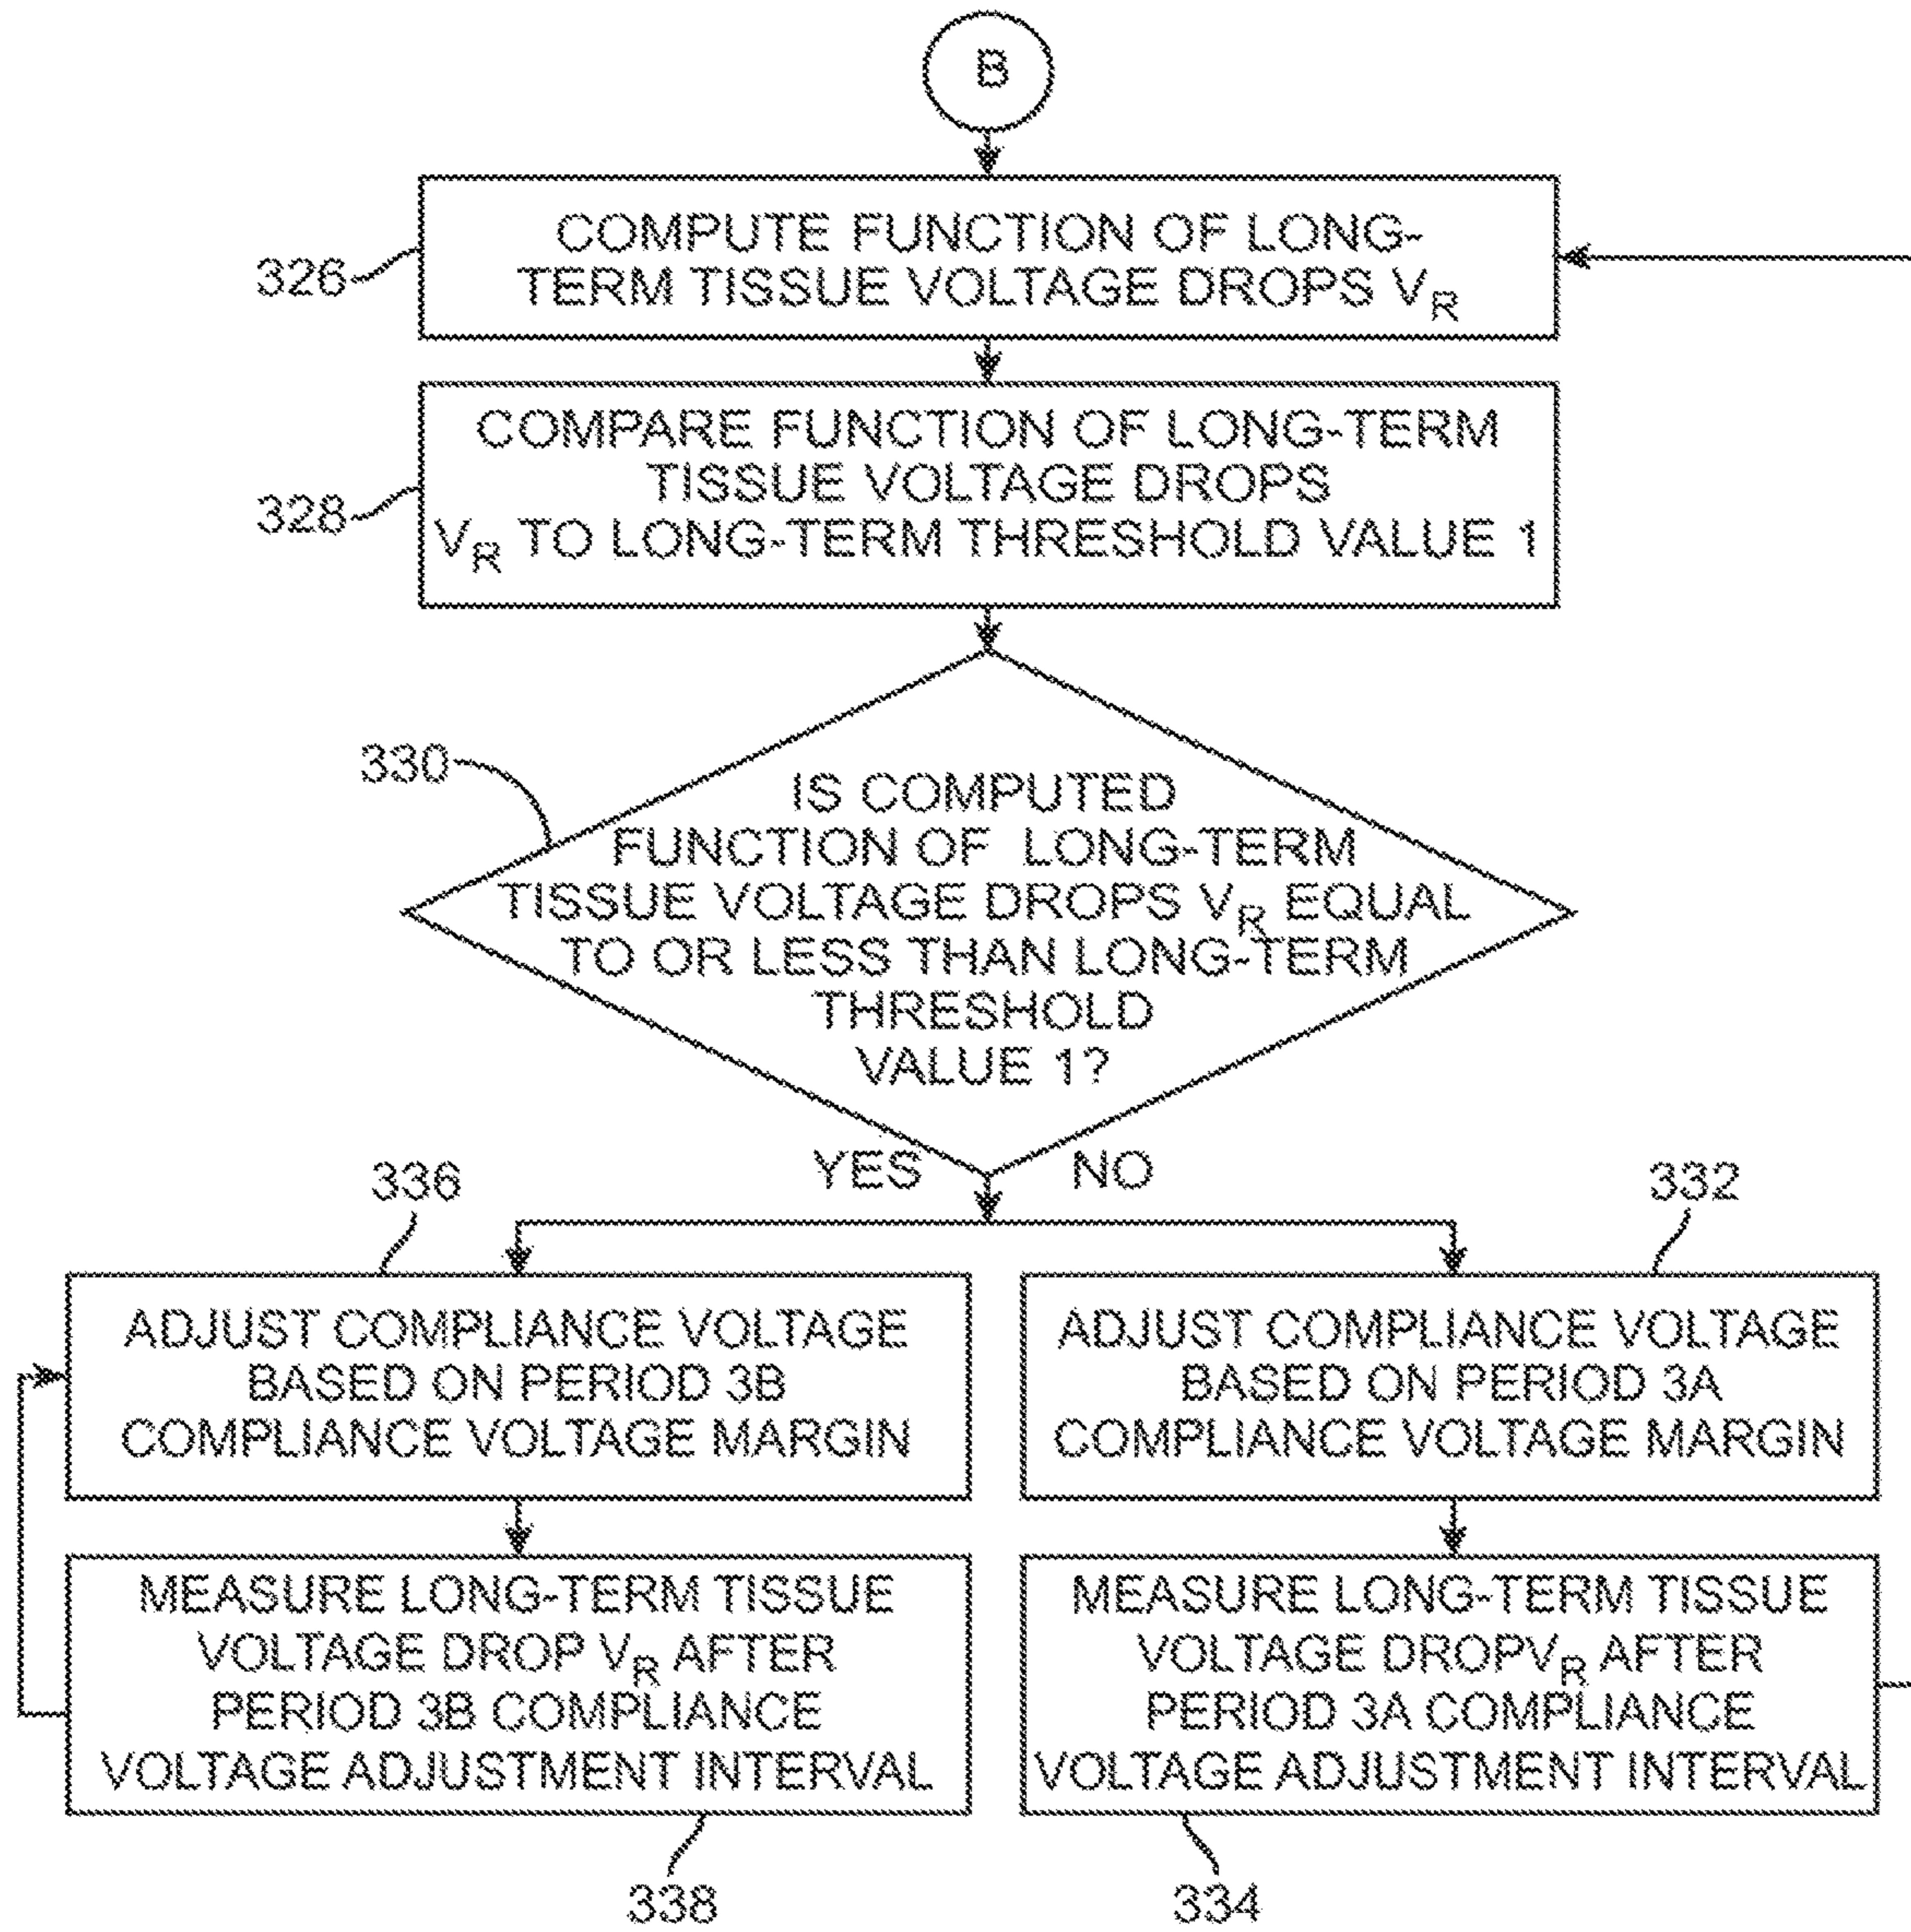 B
COMPUTE FUNCTION OF LONG-
TERM TISSUE VOLTAGE DROPS VR
326
COMPARE FUNCTION OF LONG-TERM
TISSUE VOLTAGE DROPS
VR TO LONG-TERM THRESHOLD VALUE 1
328
330
IS COMPUTED
FUNCTION OF LONG-TERM
TISSUE VOLTAGE DROPS VR EQUAL
TO OR LESS THAN LONG-TERM
THRESHOLD
VALUE 1?
YES NO
336
ADJUST COMPLIANCE VOLTAGE
BASED ON PERIOD 3B
COMPLIANCE VOLTAGE MARGIN
332
ADJUST COMPLIANCE VOLTAGE
BASED ON PERIOD 3A
COMPLIANCE VOLTAGE MARGIN
MEASURE LONG-TERM TISSUE
VOLTAGE DROP VR AFTER
PERIOD 3B COMPLIANCE
VOLTAGE ADJUSTMENT INTERVAL
338
MEASURE LONG-TERM TISSUE
VOLTAGE DROPVR AFTER
PERIOD 3A COMPLIANCE
VOLTAGE ADJUSTMENT INTERVAL
334